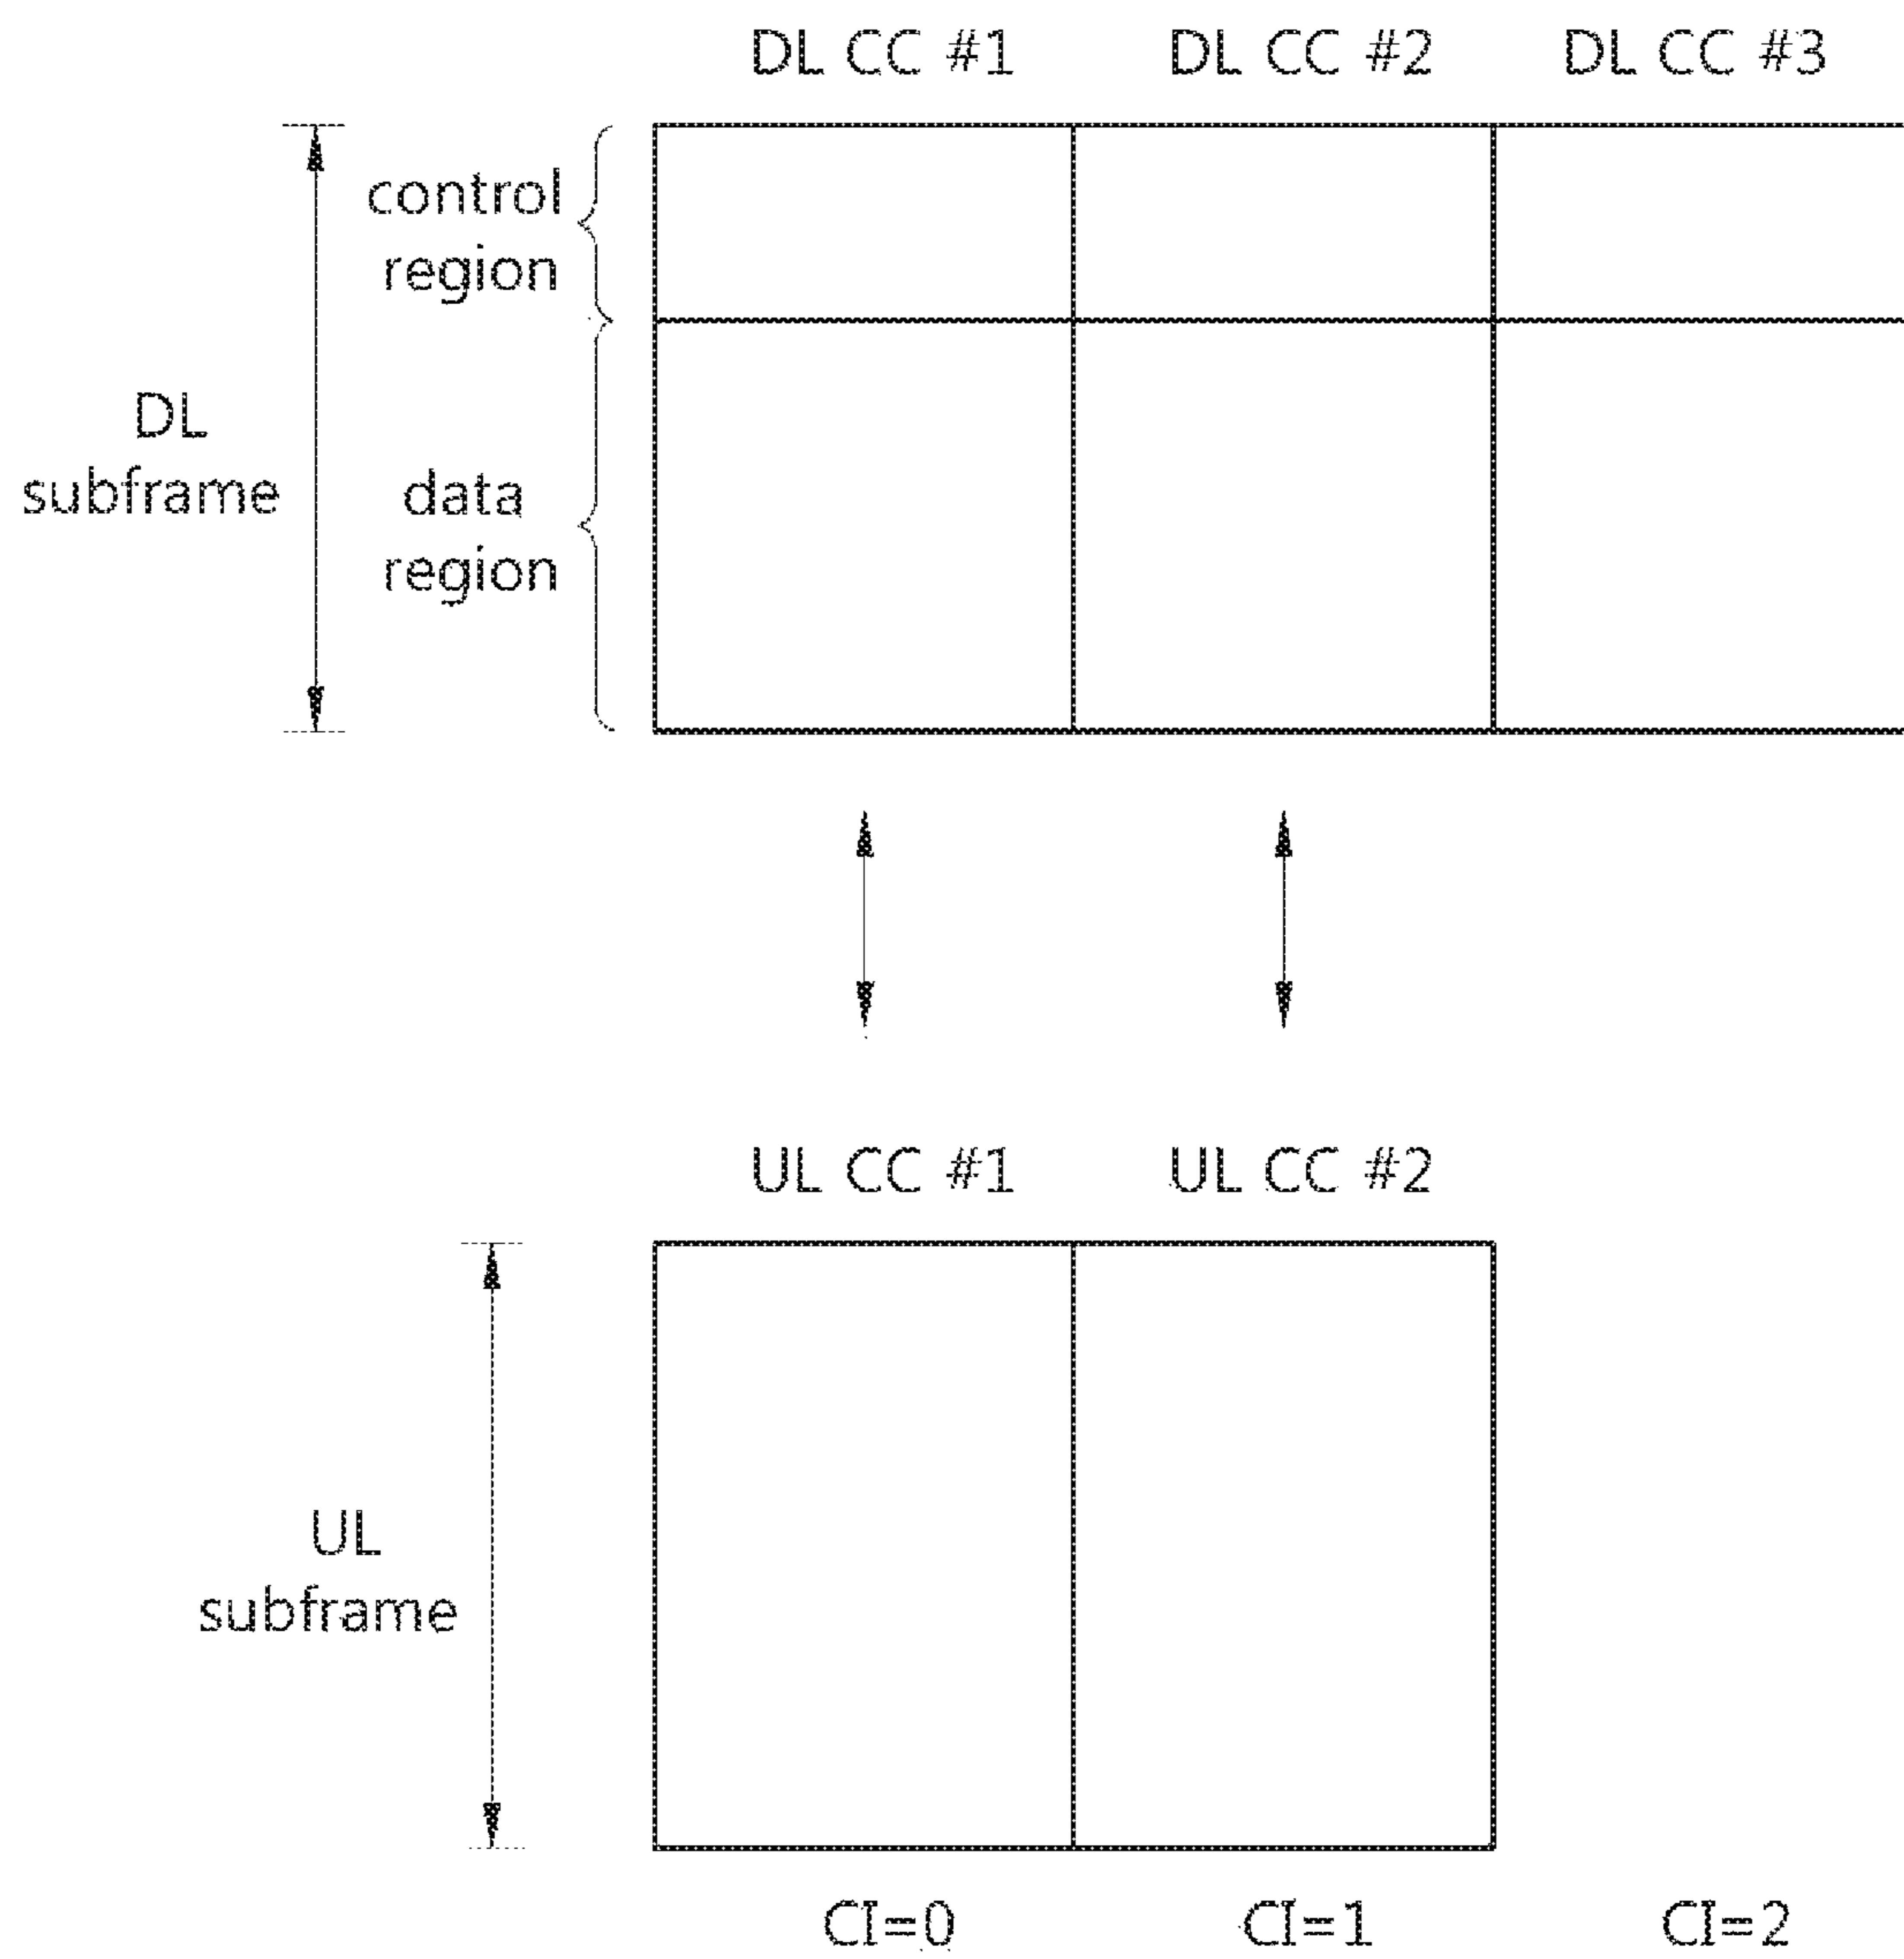 DL CC #1 DL CC #2 DL CC #3
control
region
DL
subframe
data
region
UL CC #1 UL CC #2
UL
subframe
CI=0 CI=1 CI=2